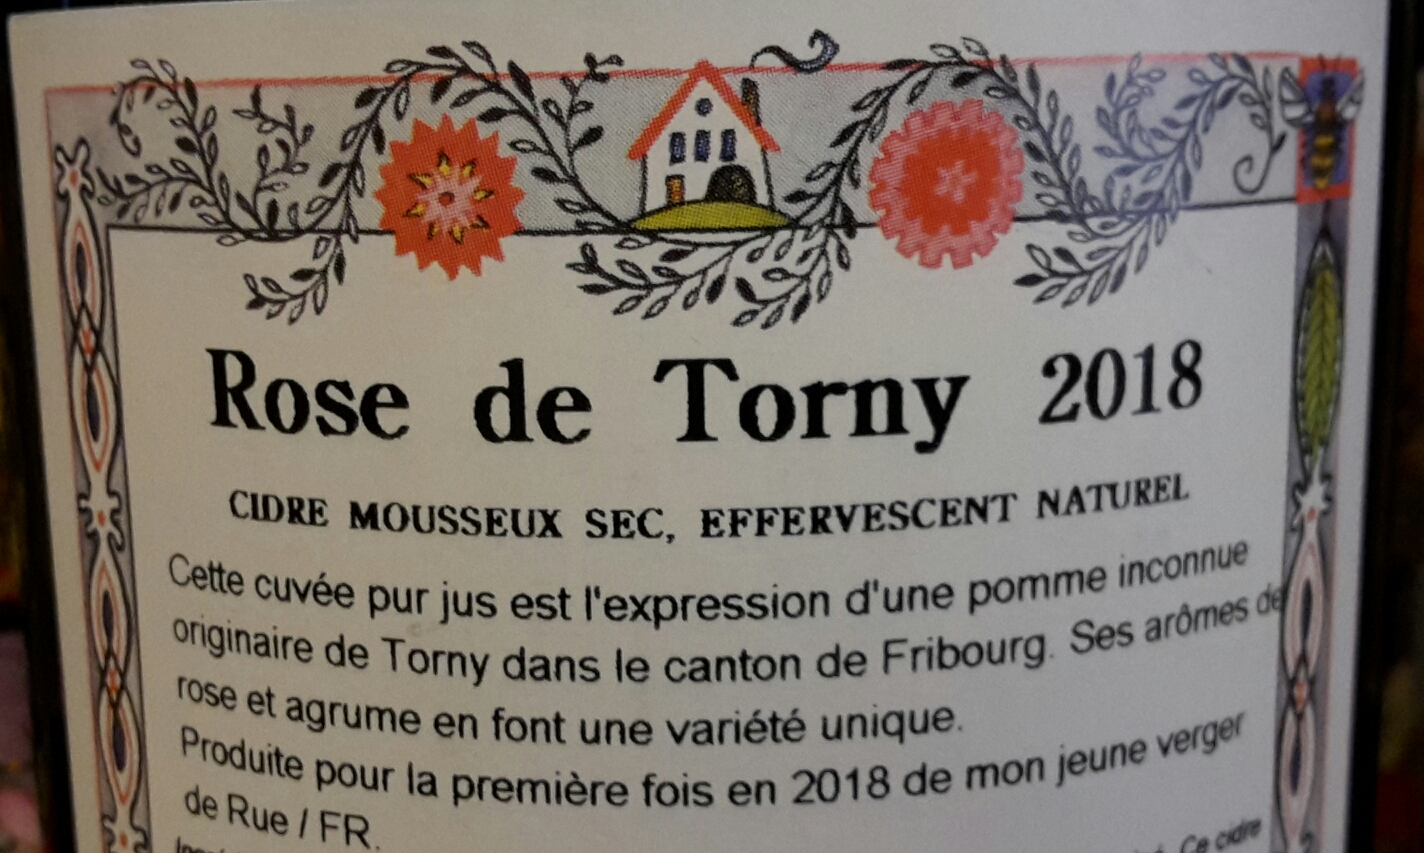 Rose de Torny 2018
CIDRE MOUSSEUX SEC, EFFERVESCENT NATUREL
Cette cuvée pur jus est l'expression d'une pomme inconnue
originaire de Torny dans le canton de Fribourg. Ses arômes de
rose et agrume en font une variété unique.
Produite pour la première fois en 2018 de mon jeune verger
de Rue / FR.
Ce cidre